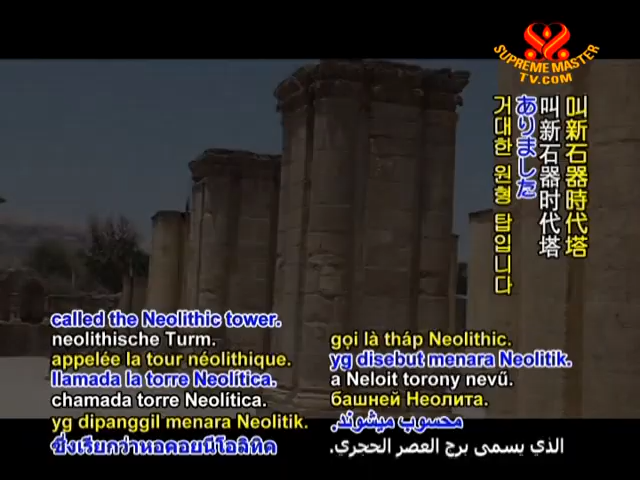 SUPREME MASTER
TV.COM
叫新石器時代塔
叫新石器时代塔
ありました
거대한 원형 탑입니다
called the Neolithic tower.
neolithische Turm.
appelée la tour néolithique.
llamada la torre Neolítica.
chamada torre Neolítica.
yg dipanggil menara Neolitik.
ซึ่งเรียกว่าหอคอยนีโอลิทิค
gọi là tháp Neolithic.
yg disebut menara Neolitik.
a Neloit torony nevű.
башней Неолита.
محسوب میشوند.
الذي يسمى برج العصر الحجري.